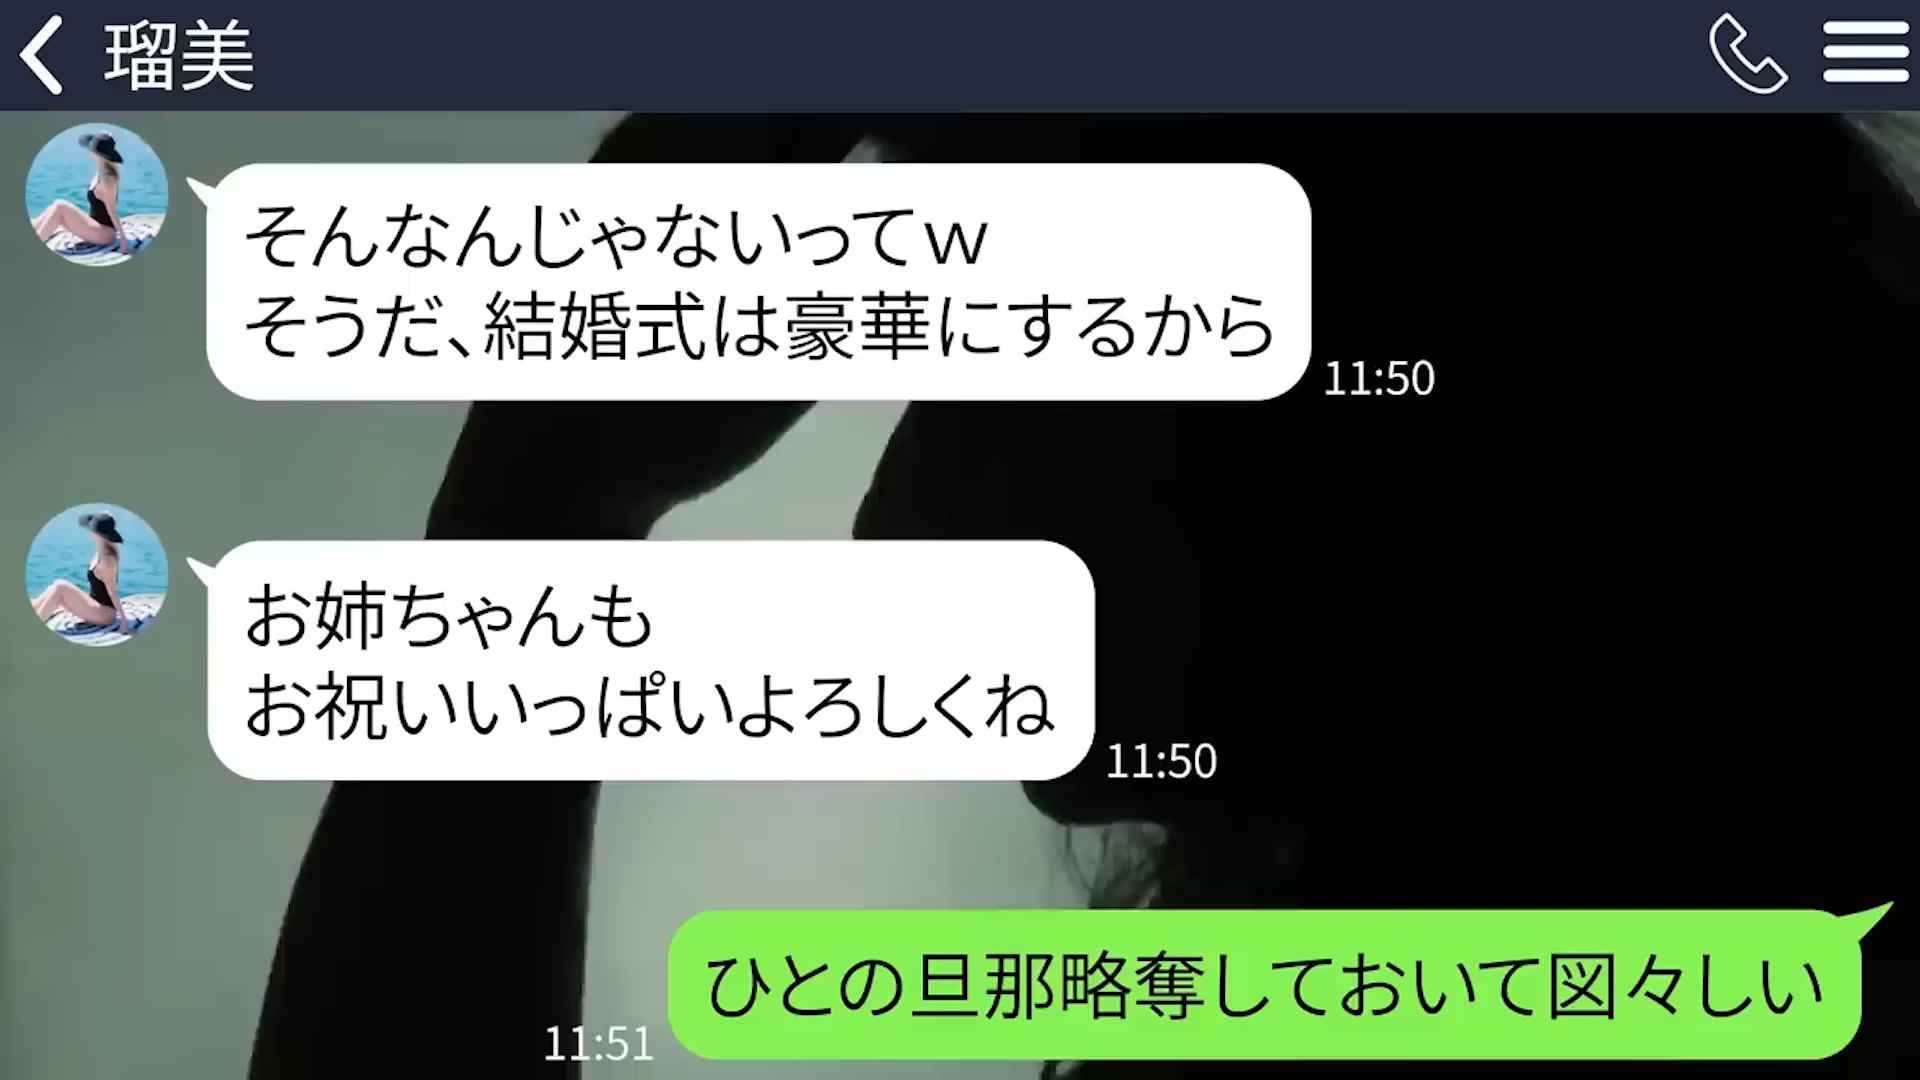 瑠美
そんなんじゃないってw
そうだ、結婚式は豪華にするから
11:50
お姉ちゃんも
お祝いいっぱいよろしくね
11:50
ひとの旦那略奪しておいて図々しい
11:51